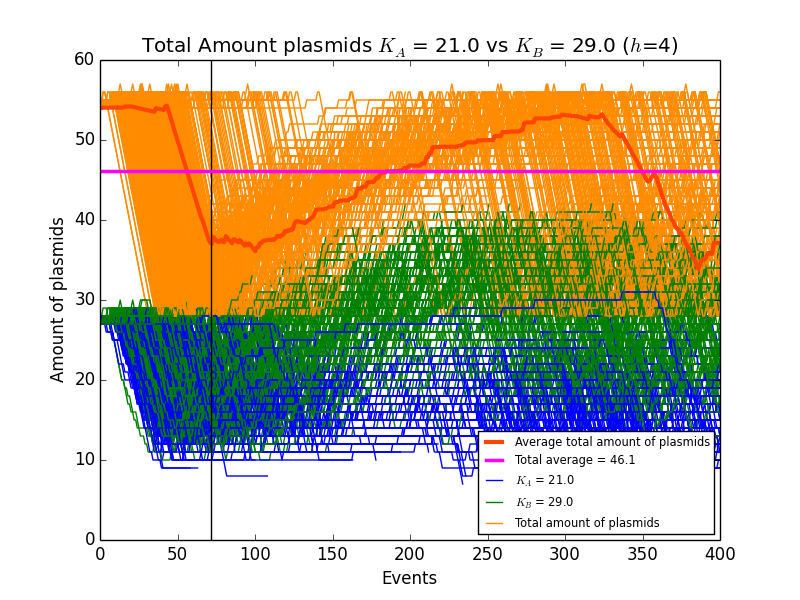 Total Amount plasmids K_A = 21.0 vs K_B = 29.0 (h=4)
60
50
40
30
20
10
0
Amount of plasmids
Average total amount of plasmids
Total average = 46.1
K_A = 21.0
K_B = 29.0
Total amount of plasmids
0 50 100 150 200 250 300 350 400
Events